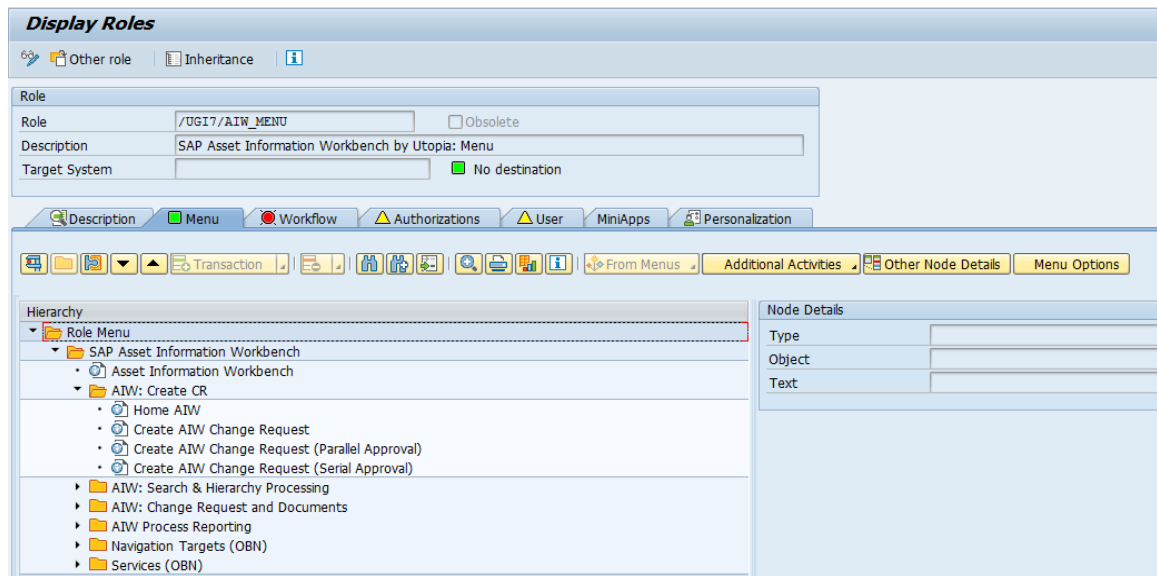 Display Roles
Other role Inheritance
Role
Role /UGI7/AIW_MENU Obsolete
Description SAP Asset Information Workbench by Utopia: Menu
Target System No destination
Description Menu Workflow Authorizations User MiniApps Personalization
Transaction From Menus Additional Activities Other Node Details Menu Options
Hierarchy
Role Menu
SAP Asset Information Workbench
Asset Information Workbench
AIW: Create CR
Home AIW
Create AIW Change Request
Create AIW Change Request (Parallel Approval)
Create AIW Change Request (Serial Approval)
AIW: Search & Hierarchy Processing
AIW: Change Request and Documents
AIW Process Reporting
Navigation Targets (OBN)
Services (OBN)
Node Details
Type
Object
Text